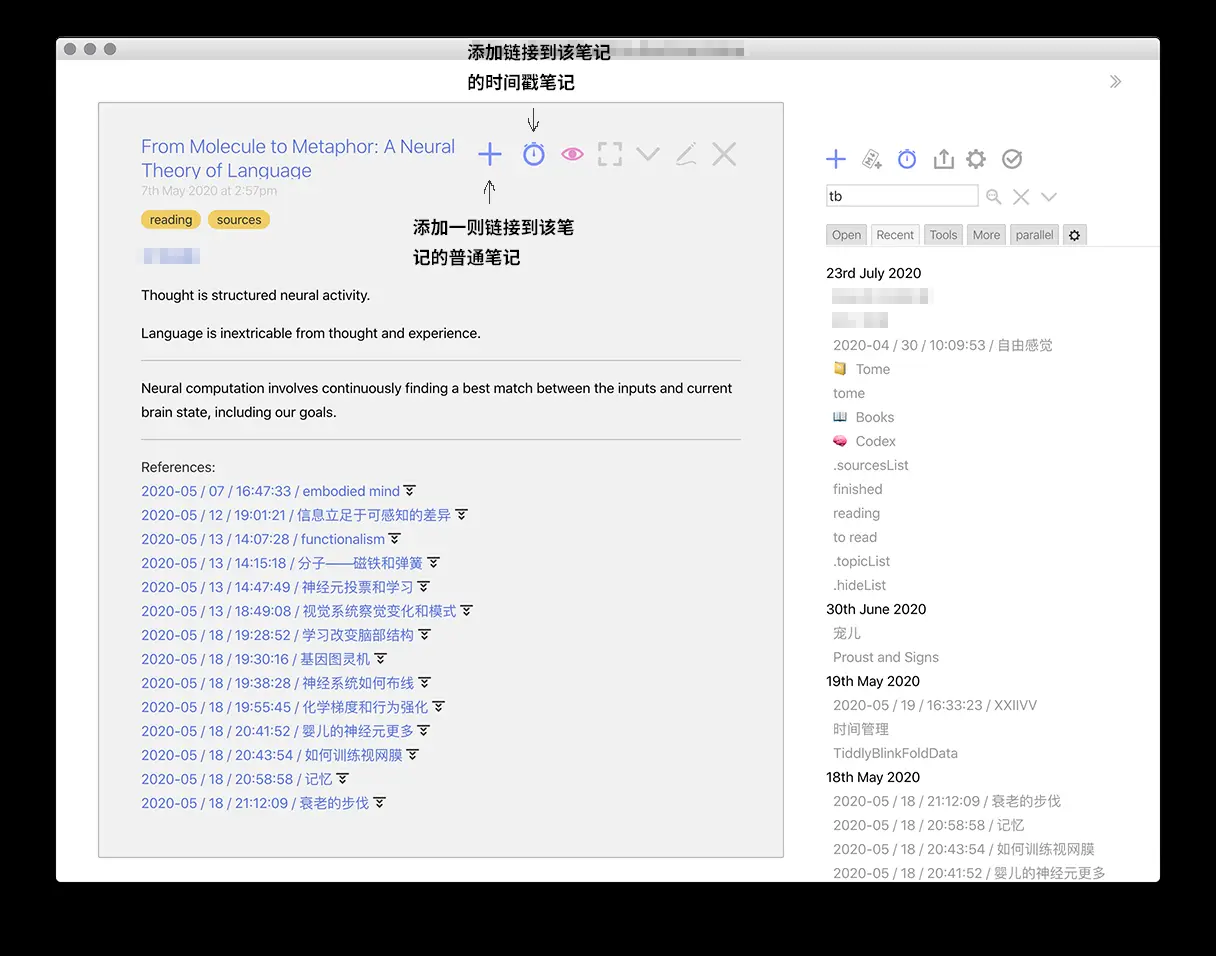 添加链接到该笔记
的时间戳笔记
From Molecule to Metaphor: A Neural
Theory of Language
7th May 2020 at 2:57pm
reading sources
添加一则链接到该笔
记的普通笔记
Thought is structured neural activity.
Language is inextricable from thought and experience.
Neural computation involves continuously finding a best match between the inputs and current
brain state, including our goals.
References:
2020-05 / 07 / 16:47:33 / embodied mind
2020-05 / 12 / 19:01:21 / 信息立足于可感知的差异
2020-05 / 13 / 14:07:28 / functionalism
2020-05 / 13 / 14:15:18 / 分子——磁铁和弹簧
2020-05 / 13 / 14:47:49 / 神经元投票和学习
2020-05 / 13 / 18:49:08 / 视觉系统察觉变化和模式
2020-05 / 18 / 19:28:52 / 学习改变脑部结构
2020-05 / 18 / 19:30:16 / 基因图灵机
2020-05 / 18 / 19:38:28 / 神经系统如何布线
2020-05 / 18 / 19:55:45 / 化学梯度和行为强化
2020-05 / 18 / 20:41:52 / 婴儿的神经元更多
2020-05 / 18 / 20:43:54 / 如何训练视网膜
2020-05 / 18 / 20:58:58 / 记忆
2020-05 / 18 / 21:12:09 / 衰老的步伐
tb
Open Recent Tools More parallel
23rd July 2020
2020-04 / 30 / 10:09:53 / 自由感觉
Tome
tome
Books
Codex
.sourcesList
finished
reading
to read
.topicList
.hideList
30th June 2020
宠儿
Proust and Signs
19th May 2020
2020-05 / 19 / 16:33:23 / XXIIVV
时间管理
TiddlyBlinkFoldData
18th May 2020
2020-05 / 18 / 21:12:09 / 衰老的步伐
2020-05 / 18 / 20:58:58 / 记忆
2020-05 / 18 / 20:43:54 / 如何训练视网膜
2020-05 / 18 / 20:41:52 / 婴儿的神经元更多